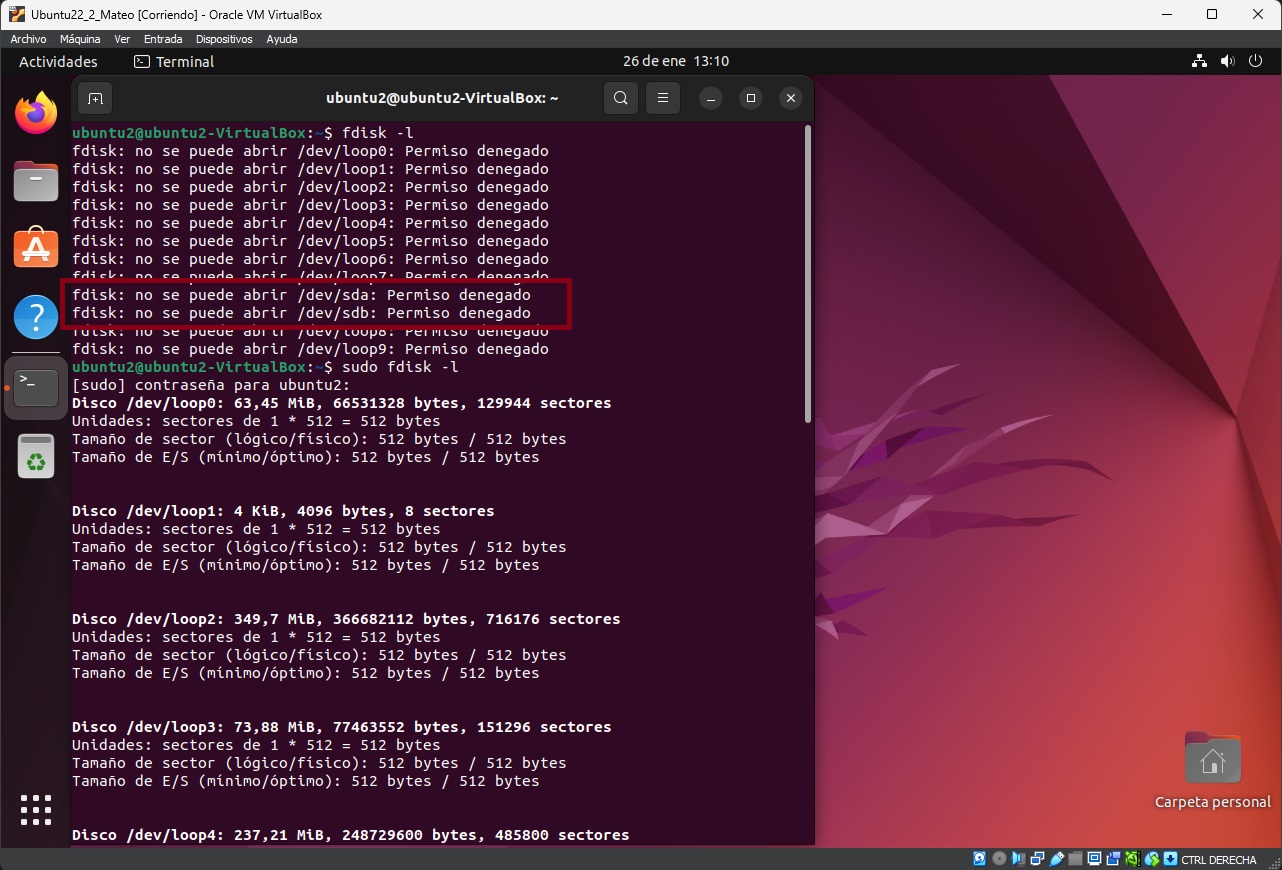 Ubuntu22_2_Mateo [Corriendo] - Oracle VM VirtualBox
Archivo Máquina Ver Entrada Dispositivos Ayuda
Actividades Terminal 26 de ene 13:10
ubuntu2@ubuntu2-VirtualBox: ~
ubuntu2@ubuntu2-VirtualBox:~$ fdisk -l
fdisk: no se puede abrir /dev/loop0: Permiso denegado
fdisk: no se puede abrir /dev/loop1: Permiso denegado
fdisk: no se puede abrir /dev/loop2: Permiso denegado
fdisk: no se puede abrir /dev/loop3: Permiso denegado
fdisk: no se puede abrir /dev/loop4: Permiso denegado
fdisk: no se puede abrir /dev/loop5: Permiso denegado
fdisk: no se puede abrir /dev/loop6: Permiso denegado
fdisk: no se puede abrir /dev/loop7: Permiso denegado
fdisk: no se puede abrir /dev/sda: Permiso denegado
fdisk: no se puede abrir /dev/sdb: Permiso denegado
fdisk: no se puede abrir /dev/loop8: Permiso denegado
fdisk: no se puede abrir /dev/loop9: Permiso denegado
ubuntu2@ubuntu2-VirtualBox:~$ sudo fdisk -l
[sudo] contraseña para ubuntu2:
Disco /dev/loop0: 63,45 MiB, 66531328 bytes, 129944 sectores
Unidades: sectores de 1 * 512 = 512 bytes
Tamaño de sector (lógico/físico): 512 bytes / 512 bytes
Tamaño de E/S (mínimo/óptimo): 512 bytes / 512 bytes
Disco /dev/loop1: 4 KiB, 4096 bytes, 8 sectores
Unidades: sectores de 1 * 512 = 512 bytes
Tamaño de sector (lógico/físico): 512 bytes / 512 bytes
Tamaño de E/S (mínimo/óptimo): 512 bytes / 512 bytes
Disco /dev/loop2: 349,7 MiB, 366682112 bytes, 716176 sectores
Unidades: sectores de 1 * 512 = 512 bytes
Tamaño de sector (lógico/físico): 512 bytes / 512 bytes
Tamaño de E/S (mínimo/óptimo): 512 bytes / 512 bytes
Disco /dev/loop3: 73,88 MiB, 77463552 bytes, 151296 sectores
Unidades: sectores de 1 * 512 = 512 bytes
Tamaño de sector (lógico/físico): 512 bytes / 512 bytes
Tamaño de E/S (mínimo/óptimo): 512 bytes / 512 bytes
Disco /dev/loop4: 237,21 MiB, 248729600 bytes, 485800 sectores
Carpeta personal
CTRL DERECHA